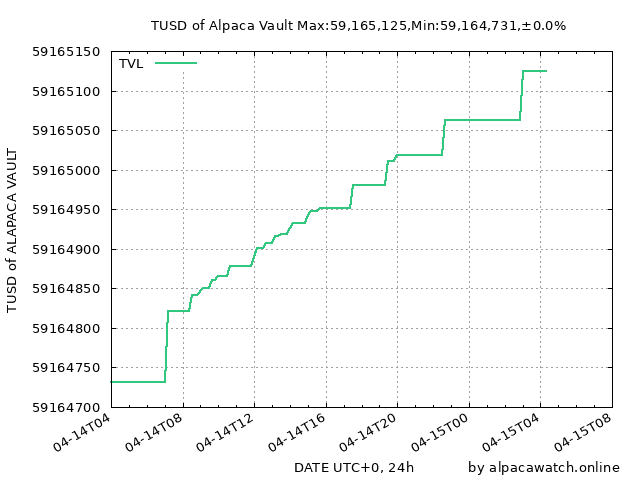 TUSD of Alpaca Vault Max:59,165,125,Min:59,164,731,±0.0%
TVL
59165150
59165100
59165050
59165000
59164950
59164900
59164850
59164800
59164750
59164700
TUSD of ALAPACA VAULT
04-14T04
04-14T08
04-14T12
04-14T16
04-14T20
04-15T00
04-15T04
04-15T08
DATE UTC+0, 24h
by alpacawatch.online